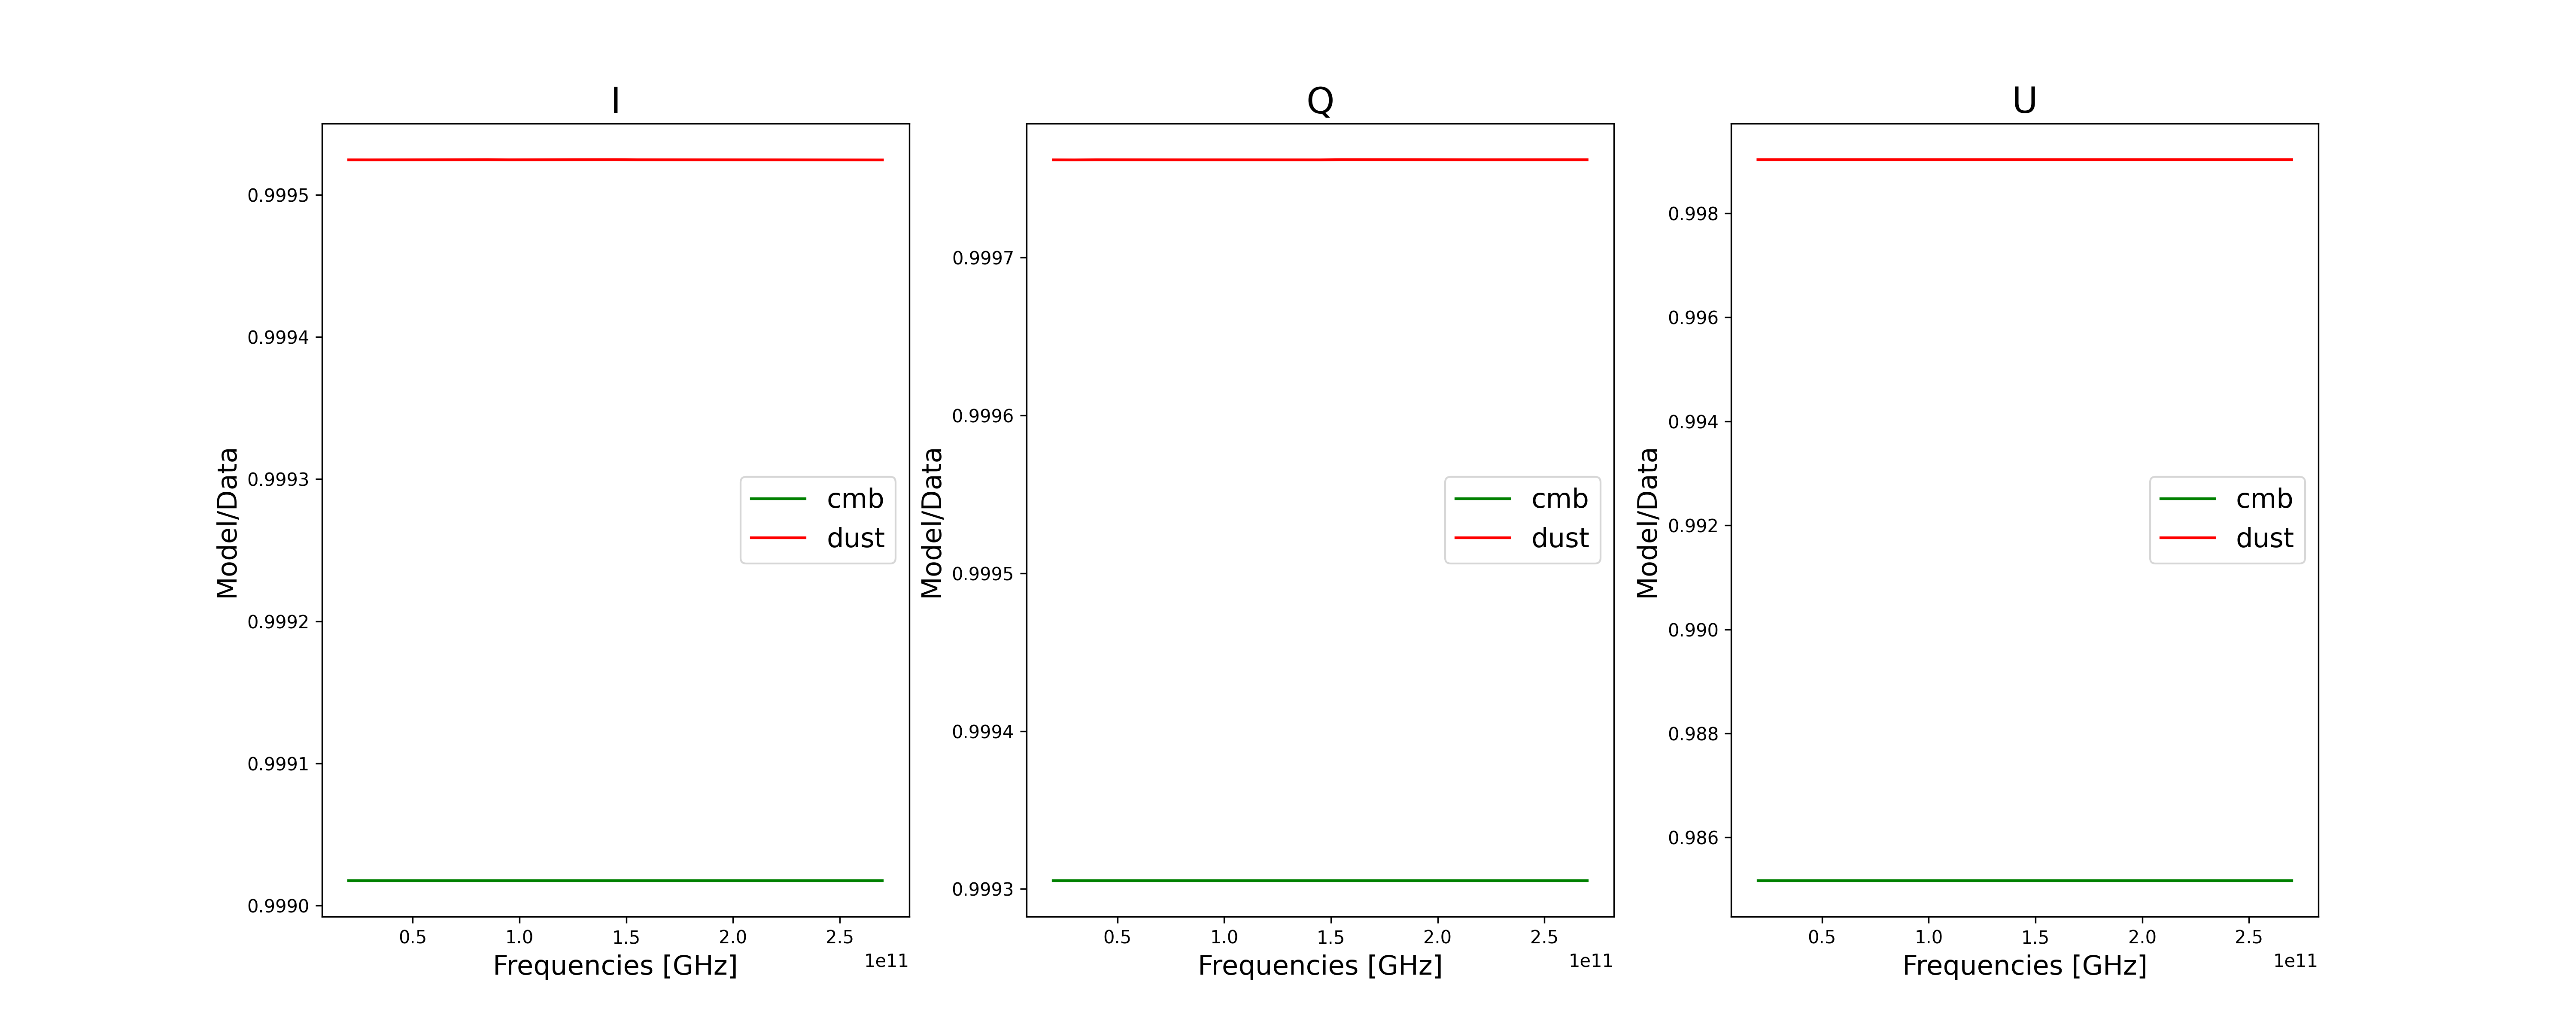 I
Model/Data
0.9995
0.9994
0.9993
0.9992
0.9991
0.9990
cmb
dust
0.5 1.0 1.5 2.0 2.5
1e11
Frequencies [GHz]
Q
Model/Data
0.9997
0.9996
0.9995
0.9994
0.9993
cmb
dust
0.5 1.0 1.5 2.0 2.5
1e11
Frequencies [GHz]
U
Model/Data
0.998
0.996
0.994
0.992
0.990
0.988
0.986
cmb
dust
0.5 1.0 1.5 2.0 2.5
1e11
Frequencies [GHz]